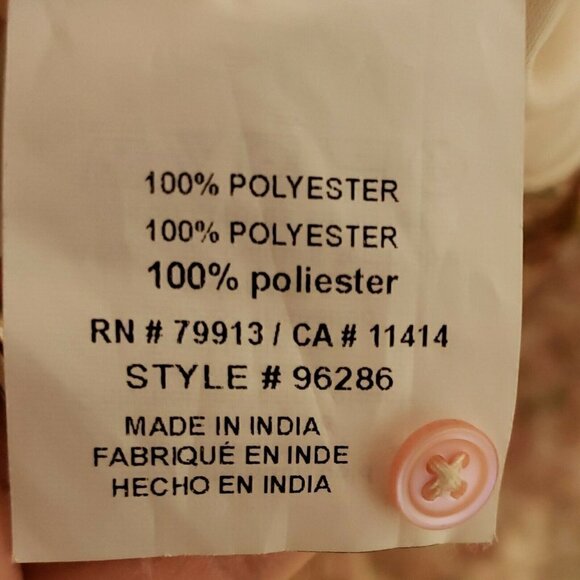 100% POLYESTER
100% POLYESTER
100% poliester
RN # 79913 / CA # 11414
STYLE # 96286
MADE IN INDIA
FABRIQUÉ EN INDE
HECHO EN INDIA